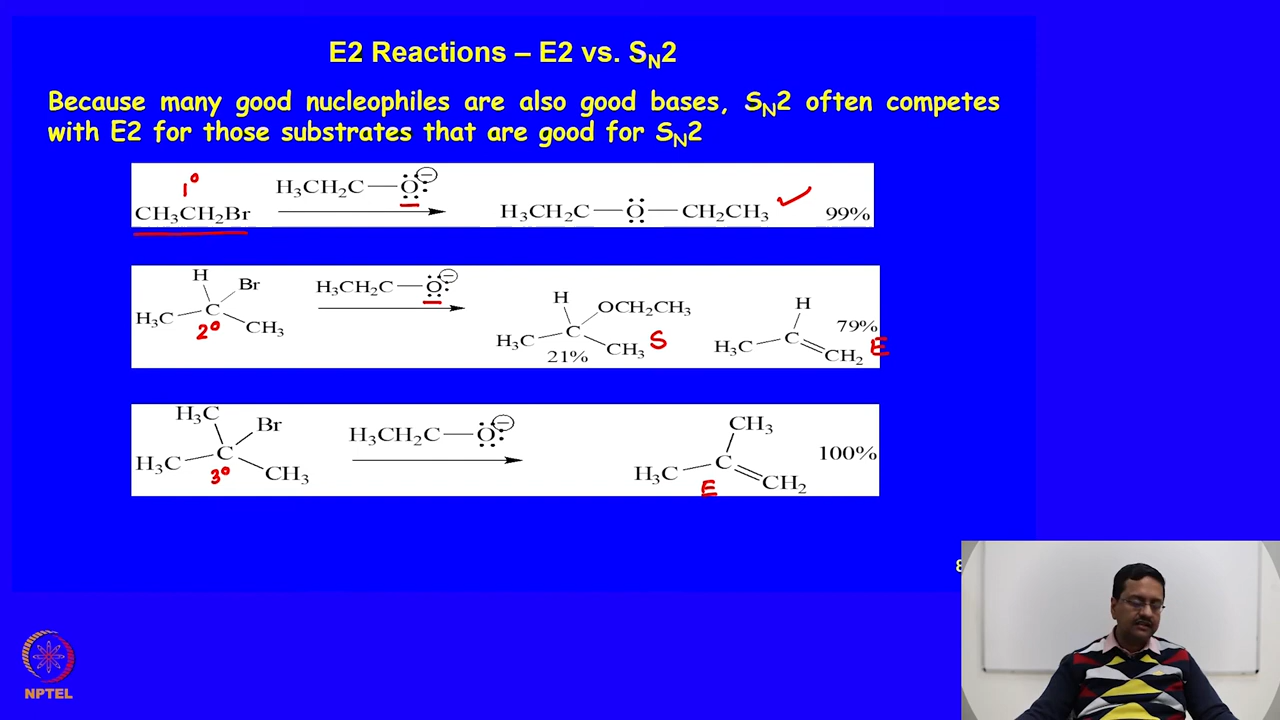 E2 Reactions – E2 vs. SN2
Because many good nucleophiles are also good bases, SN2 often competes
with E2 for those substrates that are good for SN2
1°
CH3CH2Br
H3CH2C—O
H3CH2C—O—CH2CH3
99%
H
Br
H3C
C
CH3
2°
H3CH2C—O
H
OCH2CH3
H3C
C
CH3
S
21%
H
H3C
C
CH2
79%
E
H3C
Br
H3C
C
CH3
3°
H3CH2C—O
CH3
H3C
C
CH2
E
100%
8
NPTEL